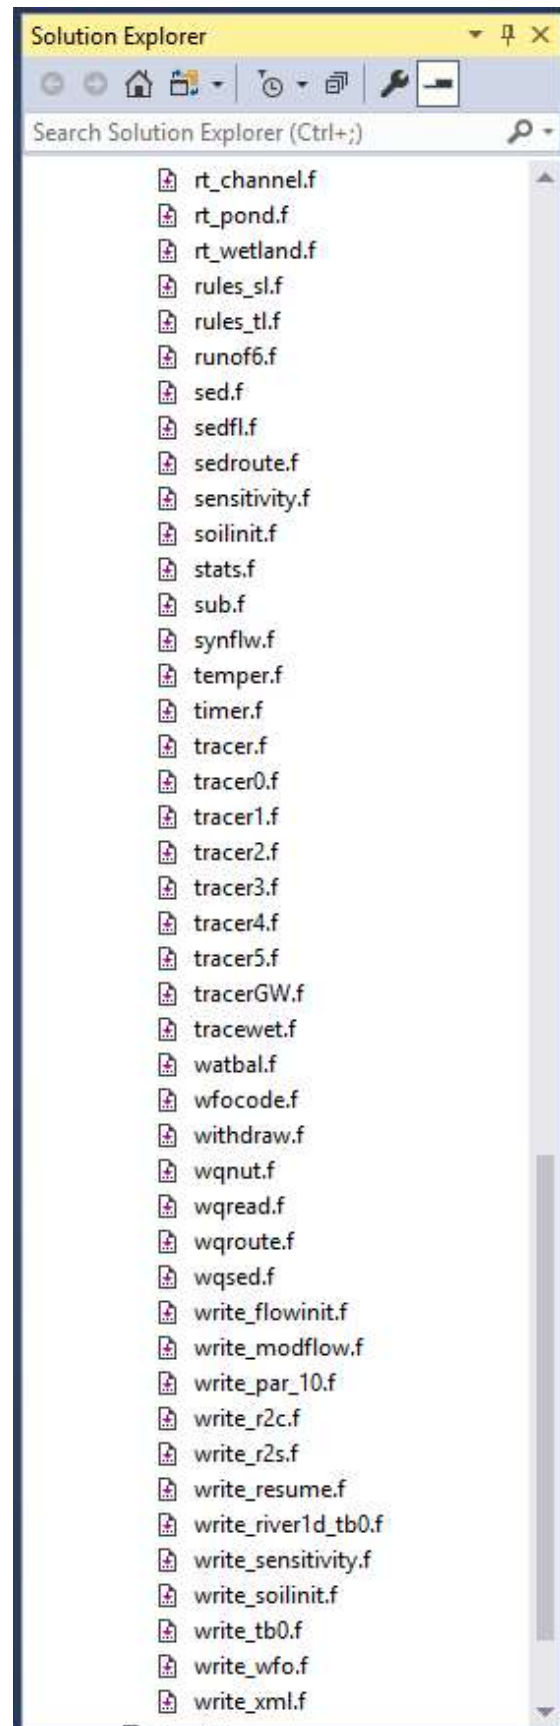 Solution Explorer
Search Solution Explorer (Ctrl+;)
rt_channel.f
rt_pond.f
rt_wetland.f
rules_sl.f
rules_tl.f
runof6.f
sed.f
sedfl.f
sedroute.f
sensitivity.f
soilinit.f
stats.f
sub.f
synflw.f
temper.f
timer.f
tracer.f
tracer0.f
tracer1.f
tracer2.f
tracer3.f
tracer4.f
tracer5.f
tracerGW.f
tracewet.f
watbal.f
wfocode.f
withdraw.f
wqnut.f
wqread.f
wqroute.f
wqsed.f
write_flowinit.f
write_modflow.f
write_par_10.f
write_r2c.f
write_r2s.f
write_resume.f
write_river1d_tb0.f
write_sensitivity.f
write_soilinit.f
write_tb0.f
write_wfo.f
write_xml.f